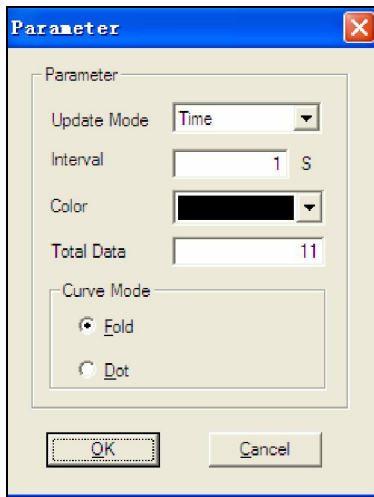 Parameter
Parameter
Update Mode Time
Interval 1 S
Color
Total Data 11
Curve Mode
Fold
Dot
OK Cancel